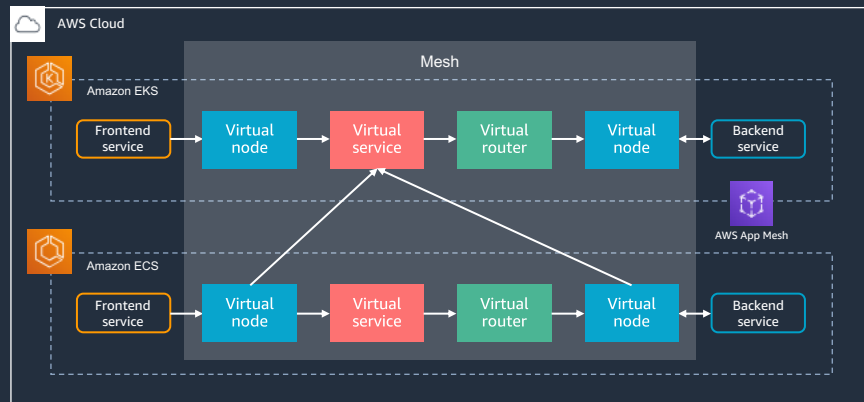 AWS Cloud
Mesh
Amazon EKS
Frontend
service
Virtual
node
Virtual
service
Virtual
router
Virtual
node
Backend
service
AWS App Mesh
Amazon ECS
Frontend
service
Virtual
node
Virtual
service
Virtual
router
Virtual
node
Backend
service